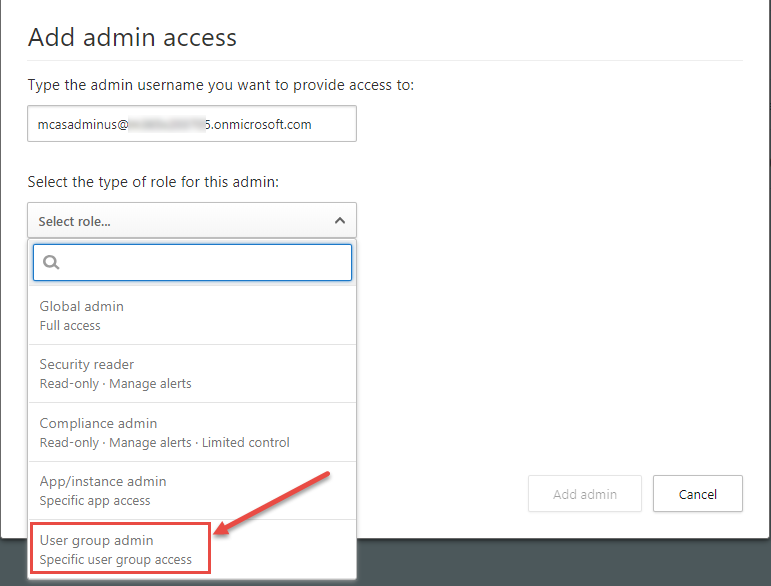 Add admin access
Type the admin username you want to provide access to:
mcasadminus@ 5.onmicrosoft.com
Select the type of role for this admin:
Select role...
Global admin
Full access
Security reader
Read-only · Manage alerts
Compliance admin
Read-only · Manage alerts · Limited control
App/instance admin
Specific app access
Add admin
Cancel
User group admin
Specific user group access